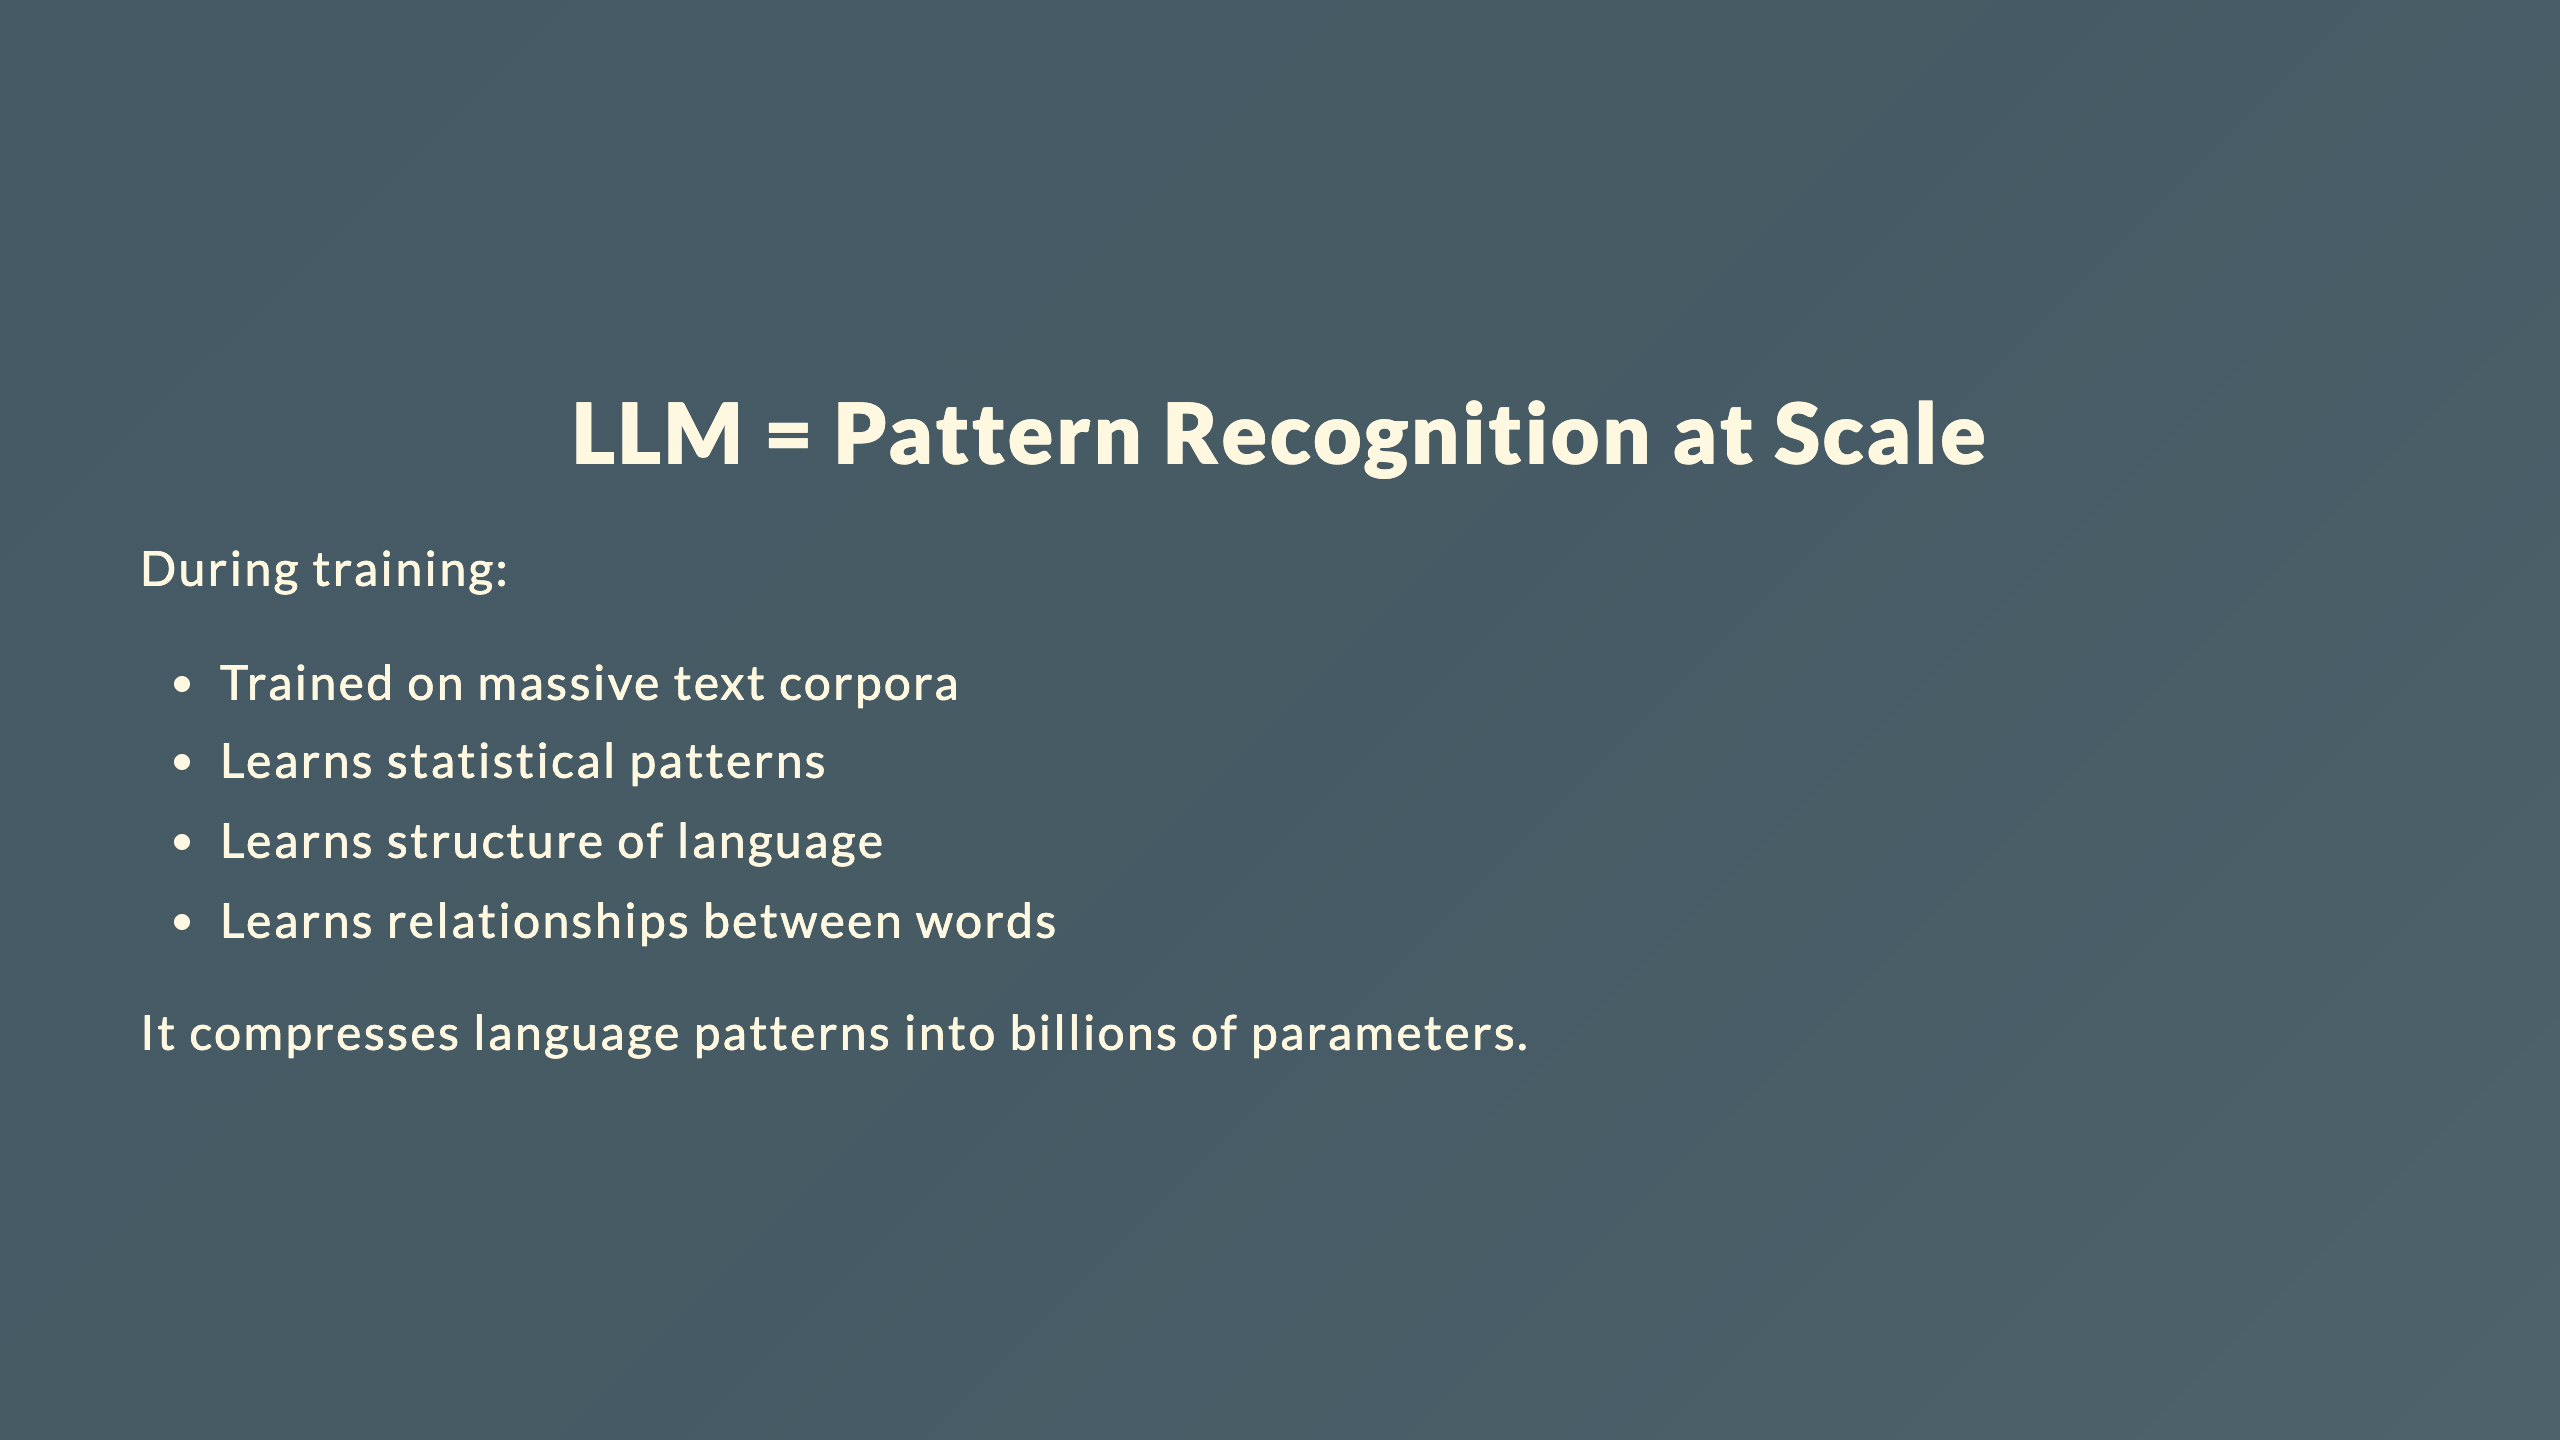 LLM = Pattern Recognition at Scale
During training:
• Trained on massive text corpora
• Learns statistical patterns
• Learns structure of language
• Learns relationships between words
It compresses language patterns into billions of parameters.